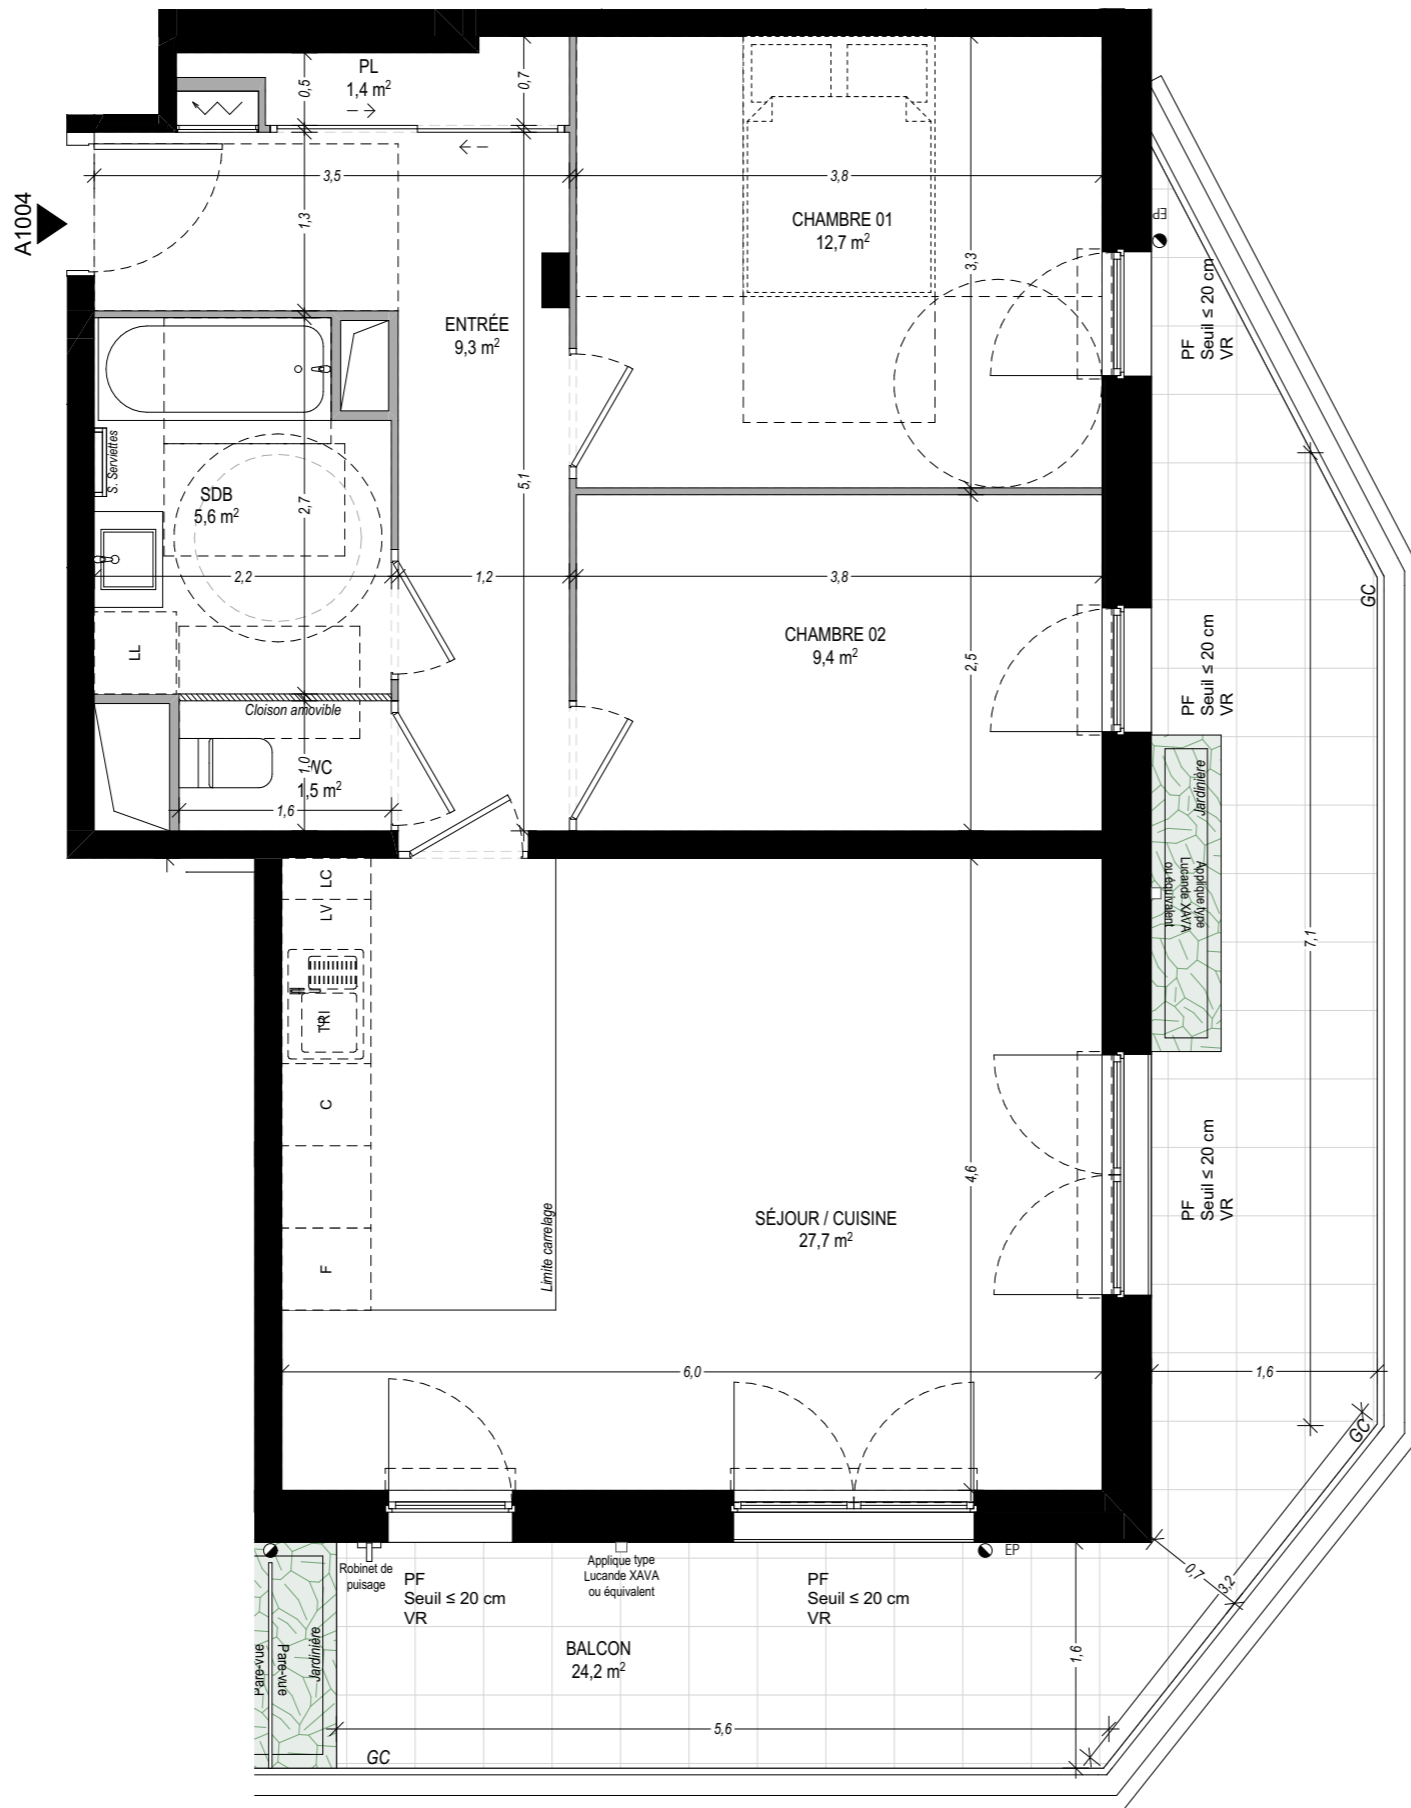 PL
1,4 m²
0,5
0,7
A1004
3,5
3,8
1,3
CHAMBRE 01
12,7 m²
3,3
EP
PF
Seuil ≤ 20 cm
VR
ENTRÉE
9,3 m²
S. Serviettes
SDB
5,6 m²
2,7
5,1
2,2
1,2
3,8
GC
LL
CHAMBRE 02
9,4 m²
2,5
PF
Seuil ≤ 20 cm
VR
Cloison amovible
WC
1,5 m²
1,0
1,6
Jardinière
Applique type
Lucande XAVA
ou équivalent
LC
LV
TRI
C
F
7,1
4,6
Limite carrelage
SÉJOUR / CUISINE
27,7 m²
PF
Seuil ≤ 20 cm
VR
6,0
1,6
GC
Robinet de
puisage
PF
Seuil ≤ 20 cm
VR
Applique type
Lucande XAVA
ou équivalent
PF
Seuil ≤ 20 cm
VR
EP
0,7
3,2
BALCON
24,2 m²
1,6
Pare-vue
Pare-vue
Jardinière
5,6
GC